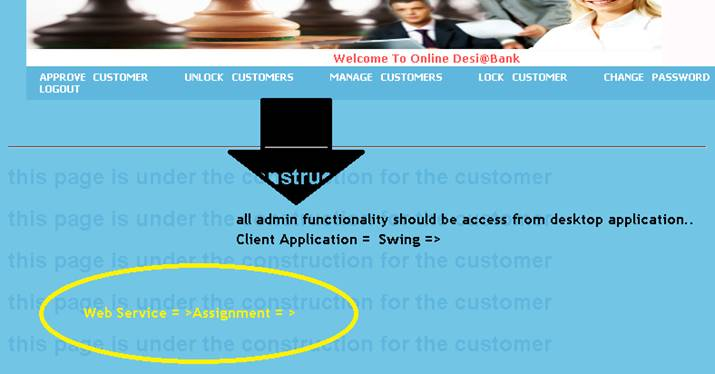 Welcome To Online Desi@Bank
APPROVE CUSTOMER UNLOCK CUSTOMERS MANAGE CUSTOMERS LOCK CUSTOMER CHANGE PASSWORD
LOGOUT
this page is under the construction for the customer
this page is under the construction for the customer
all admin functionality should be access from desktop application..
Client Application = Swing =>
this page is under the construction for the customer
this page is under the construction for the customer
Web Service = >Assignment = >
this page is under the construction for the customer